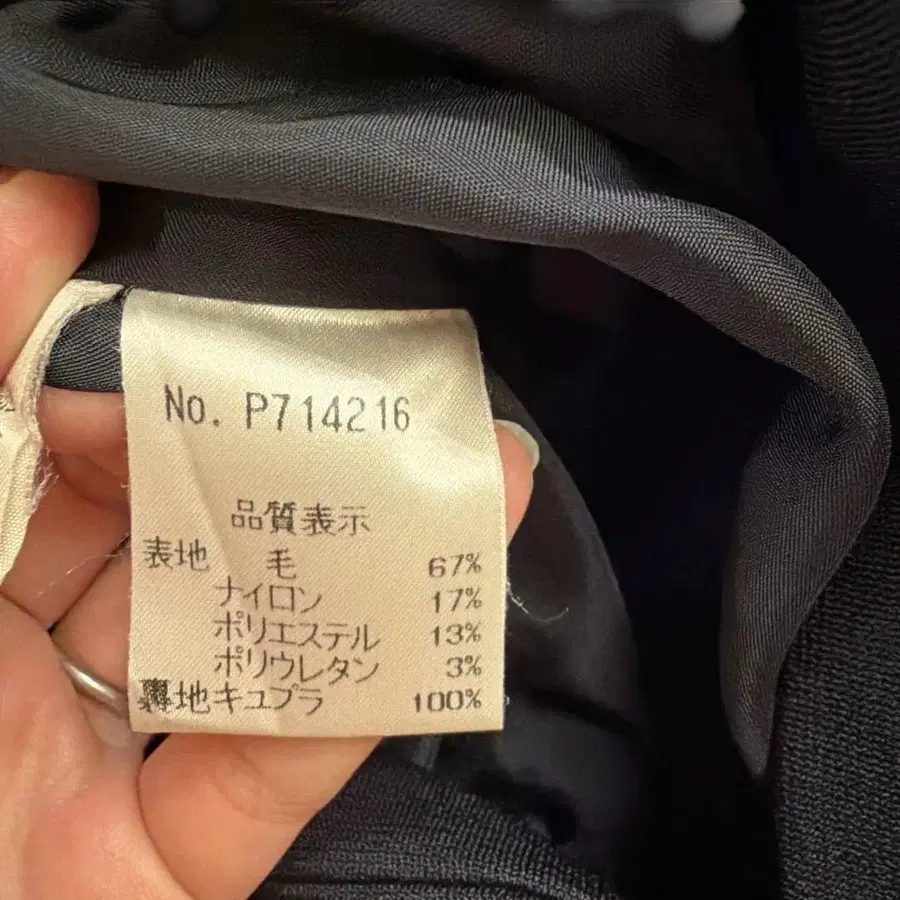 No. P714216
品質表示
表地 毛 67%
ナイロン 17%
ポリエステル 13%
ポリウレタン 3%
裏地キュプラ 100%